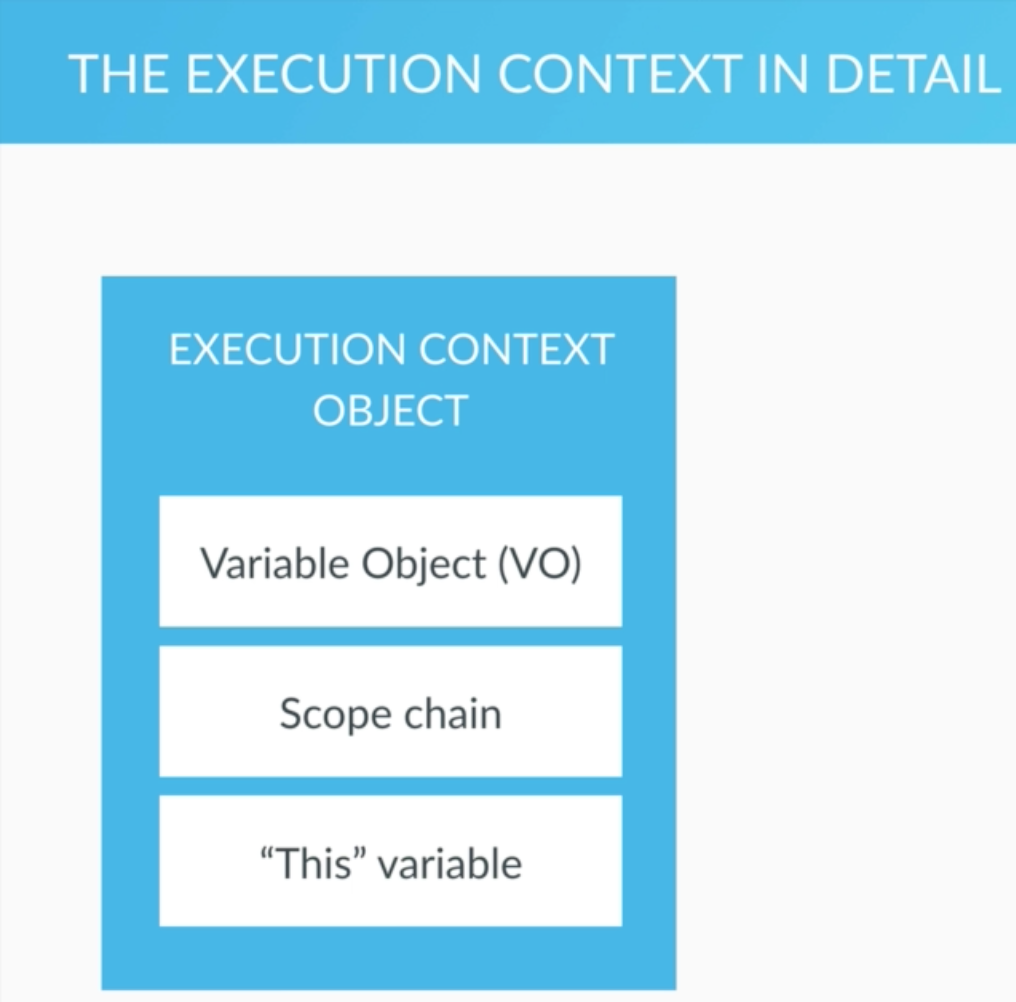 THE EXECUTION CONTEXT IN DETAIL
EXECUTION CONTEXT
OBJECT
Variable Object (VO)
Scope chain
“This” variable